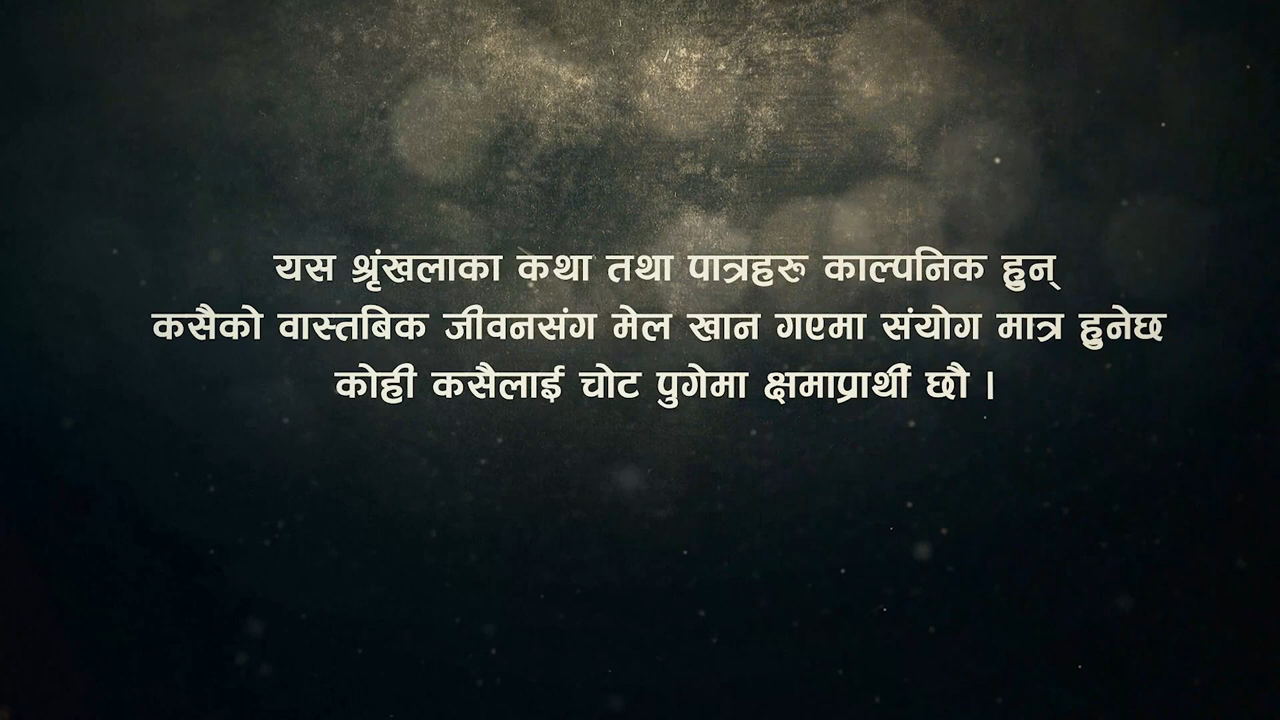 यस श्रृंखलाका कथा तथा पात्रहरू काल्पनिक हुन्
कसैको वास्तबिक जीवनसंग मेल खान गएमा संयोग मात्र हुनेछ
कोही कसैलाई चोट पुगेमा क्षमाप्रार्थी छौ ।